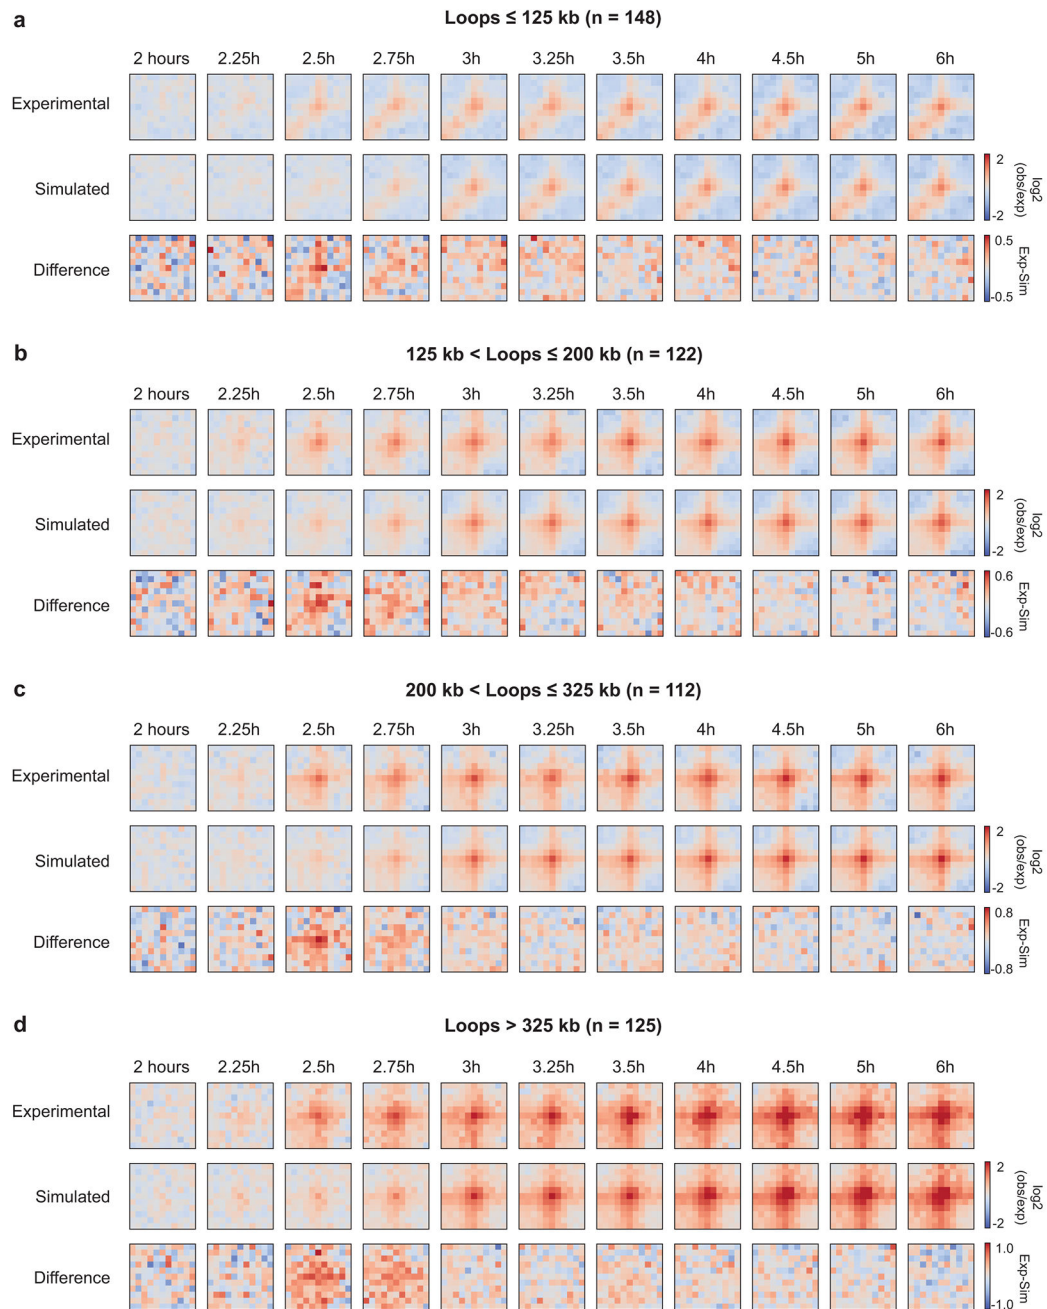 a
Loops ≤ 125 kb (n = 148)
2 hours 2.25h 2.5h 2.75h 3h 3.25h 3.5h 4h 4.5h 5h 6h
Experimental
Simulated
2
-2
log2
(obs/exp)
Difference
0.5
-0.5
Exp-Sim
b
125 kb < Loops ≤ 200 kb (n = 122)
2 hours 2.25h 2.5h 2.75h 3h 3.25h 3.5h 4h 4.5h 5h 6h
Experimental
Simulated
2
-2
log2
(obs/exp)
Difference
0.6
-0.6
Exp-Sim
c
200 kb < Loops ≤ 325 kb (n = 112)
2 hours 2.25h 2.5h 2.75h 3h 3.25h 3.5h 4h 4.5h 5h 6h
Experimental
Simulated
2
-2
log2
(obs/exp)
Difference
0.8
-0.8
Exp-Sim
d
Loops > 325 kb (n = 125)
2 hours 2.25h 2.5h 2.75h 3h 3.25h 3.5h 4h 4.5h 5h 6h
Experimental
Simulated
2
-2
log2
(obs/exp)
Difference
1.0
-1.0
Exp-Sim